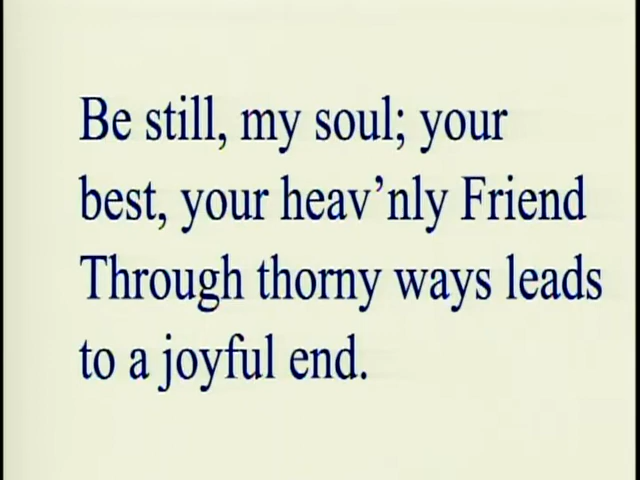 Be still, my soul; your
best, your heav’nly Friend
Through thorny ways leads
to a joyful end.